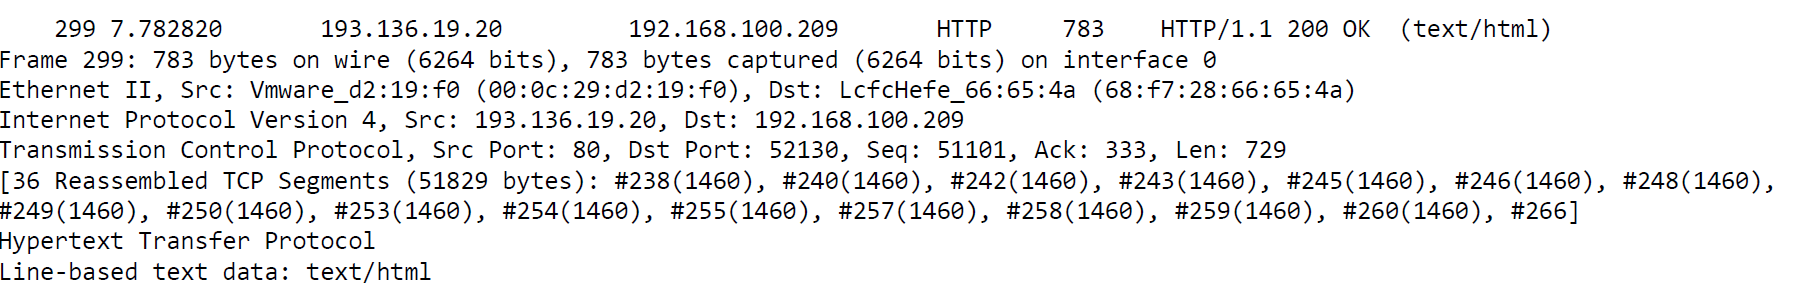 299 7.782820 193.136.19.20 192.168.100.209 HTTP 783 HTTP/1.1 200 OK (text/html)
Frame 299: 783 bytes on wire (6264 bits), 783 bytes captured (6264 bits) on interface 0
Ethernet II, Src: Vmware_d2:19:f0 (00:0c:29:d2:19:f0), Dst: LcfcHefe_66:65:4a (68:f7:28:66:65:4a)
Internet Protocol Version 4, Src: 193.136.19.20, Dst: 192.168.100.209
Transmission Control Protocol, Src Port: 80, Dst Port: 52130, Seq: 51101, Ack: 333, Len: 729
[36 Reassembled TCP Segments (51829 bytes): #238(1460), #240(1460), #242(1460), #243(1460), #245(1460), #246(1460), #248(1460),
#249(1460), #250(1460), #253(1460), #254(1460), #255(1460), #257(1460), #258(1460), #259(1460), #260(1460), #266]
Hypertext Transfer Protocol
Line-based text data: text/html